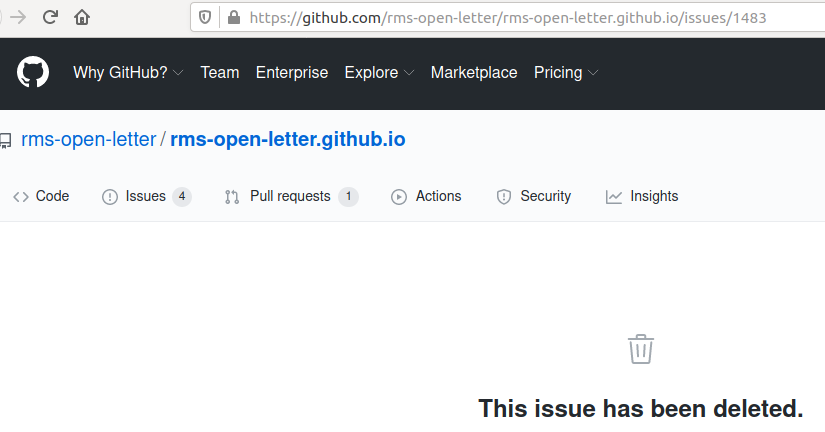 https://github.com/rms-open-letter/rms-open-letter.github.io/issues/1483
Why GitHub? Team Enterprise Explore Marketplace Pricing
rms-open-letter / rms-open-letter.github.io
Code Issues 4 Pull requests 1 Actions Security Insights
This issue has been deleted.